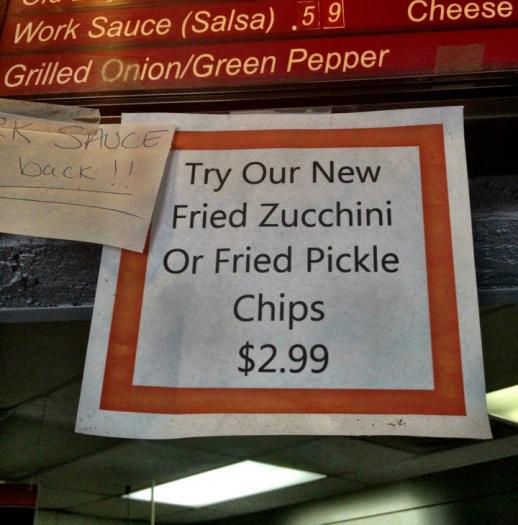 Work Sauce (Salsa) .59 Cheese
Grilled Onion/Green Pepper
RK SAUCE
back!!
Try Our New
Fried Zucchini
Or Fried Pickle
Chips
$2.99